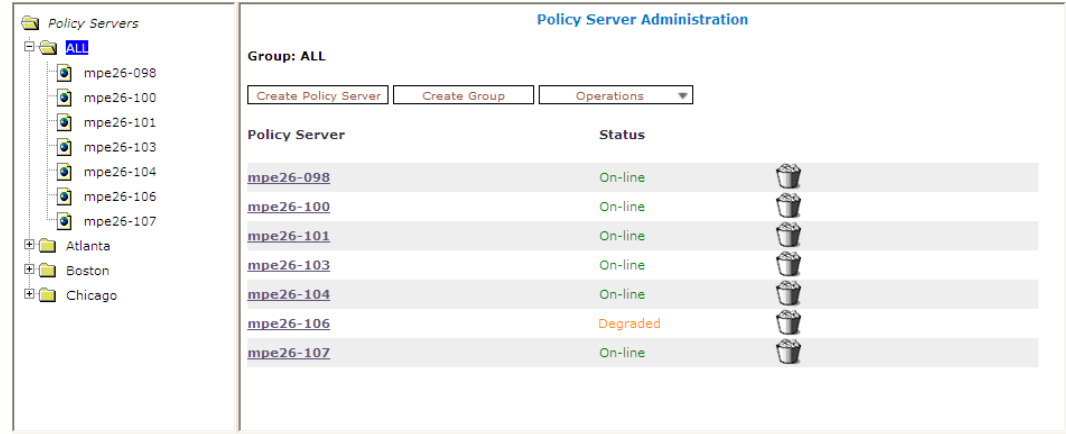 Policy Servers
ALL
mpe26-098
mpe26-100
mpe26-101
mpe26-103
mpe26-104
mpe26-106
mpe26-107
Atlanta
Boston
Chicago
Policy Server Administration
Group: ALL
Create Policy Server Create Group Operations
Policy Server Status
mpe26-098 On-line
mpe26-100 On-line
mpe26-101 On-line
mpe26-103 On-line
mpe26-104 On-line
mpe26-106 Degraded
mpe26-107 On-line